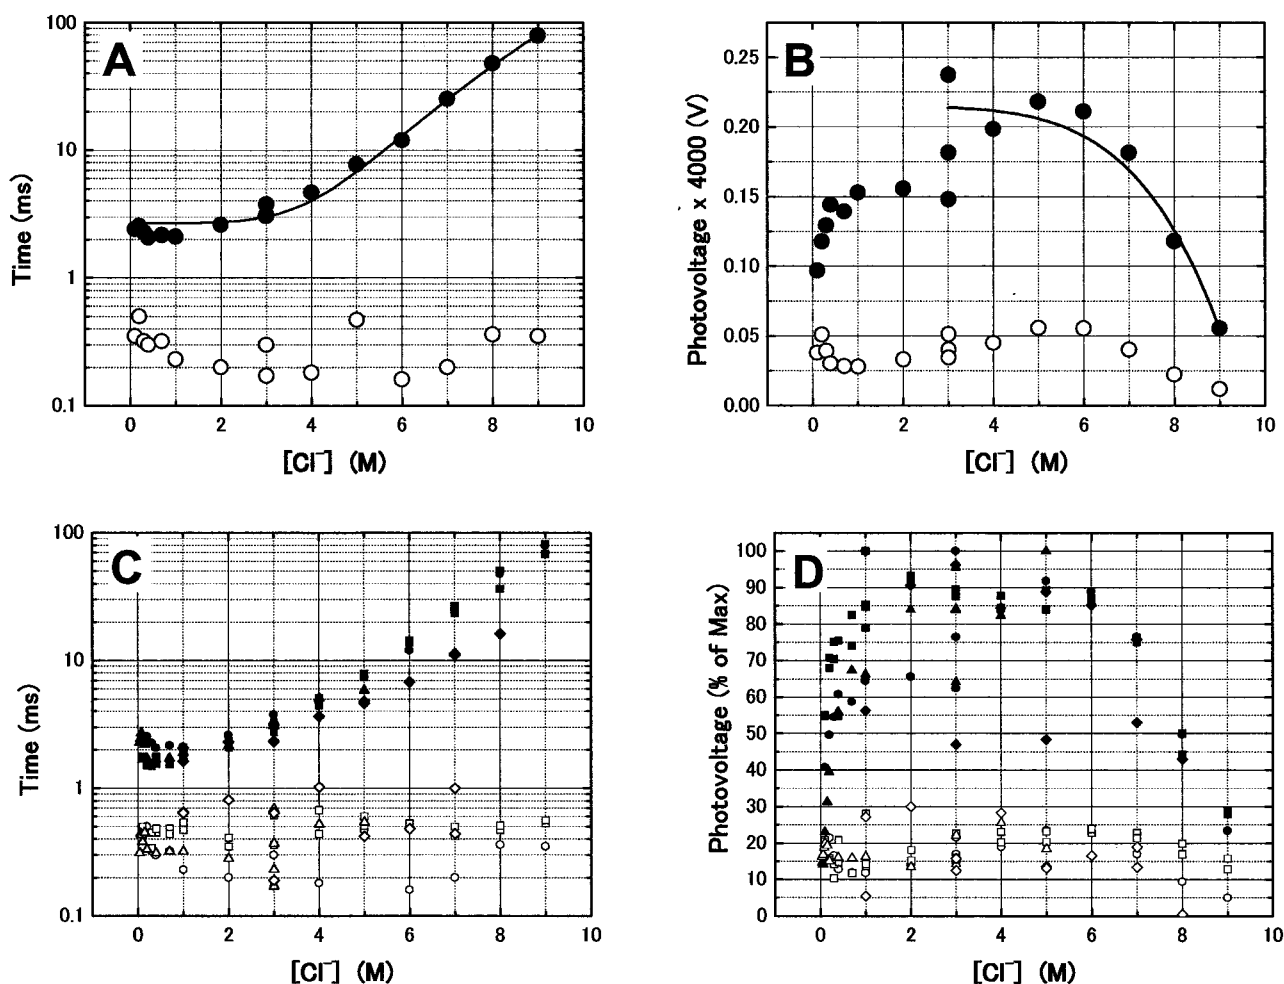 A
100
10
1
0.1
Time (ms)
0 2 4 6 8 10
[Cl⁻] (M)
B
0.25
0.20
0.15
0.10
0.05
0.00
Photovoltage x 4000 (V)
0 2 4 6 8 10
[Cl⁻] (M)
C
100
10
1
0.1
Time (ms)
0 2 4 6 8 10
[Cl⁻] (M)
D
100
90
80
70
60
50
40
30
20
10
0
Photovoltage (% of Max)
0 2 4 6 8 10
[Cl⁻] (M)